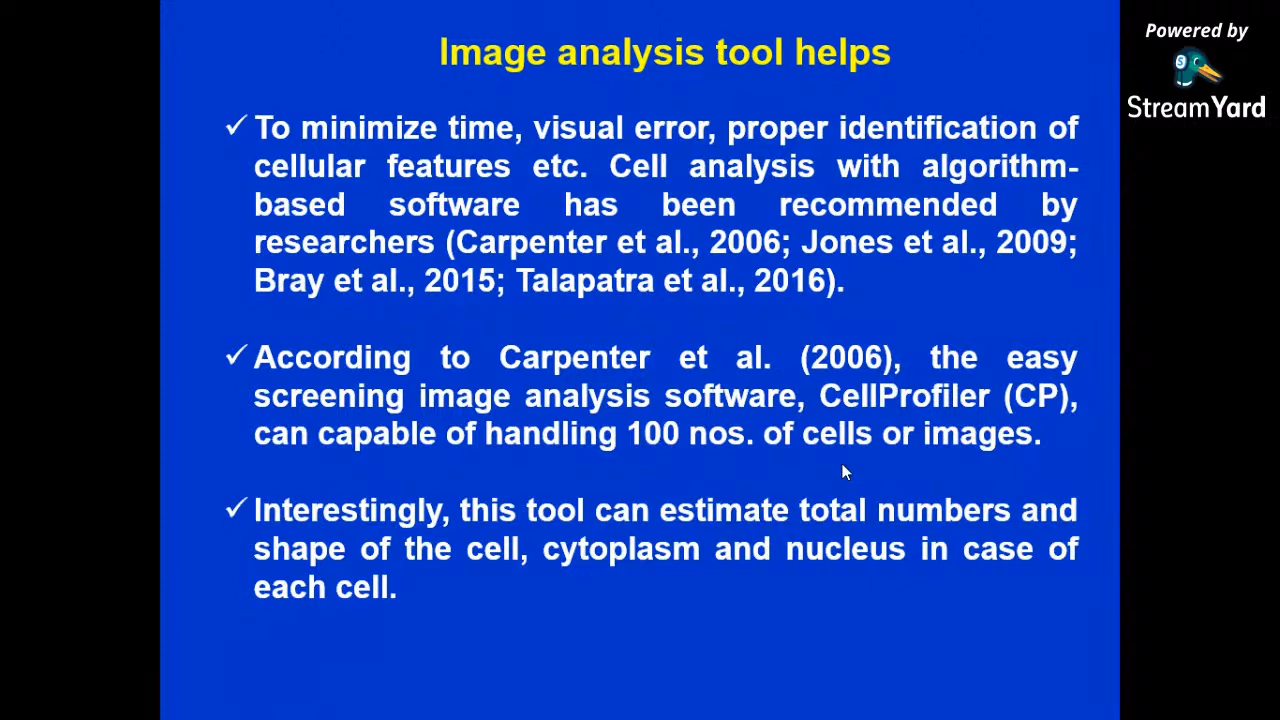 Image analysis tool helps
Powered by
StreamYard
✓ To minimize time, visual error, proper identification of
cellular features etc. Cell analysis with algorithm-
based software has been recommended by
researchers (Carpenter et al., 2006; Jones et al., 2009;
Bray et al., 2015; Talapatra et al., 2016).
✓ According to Carpenter et al. (2006), the easy
screening image analysis software, CellProfiler (CP),
can capable of handling 100 nos. of cells or images.
✓ Interestingly, this tool can estimate total numbers and
shape of the cell, cytoplasm and nucleus in case of
each cell.